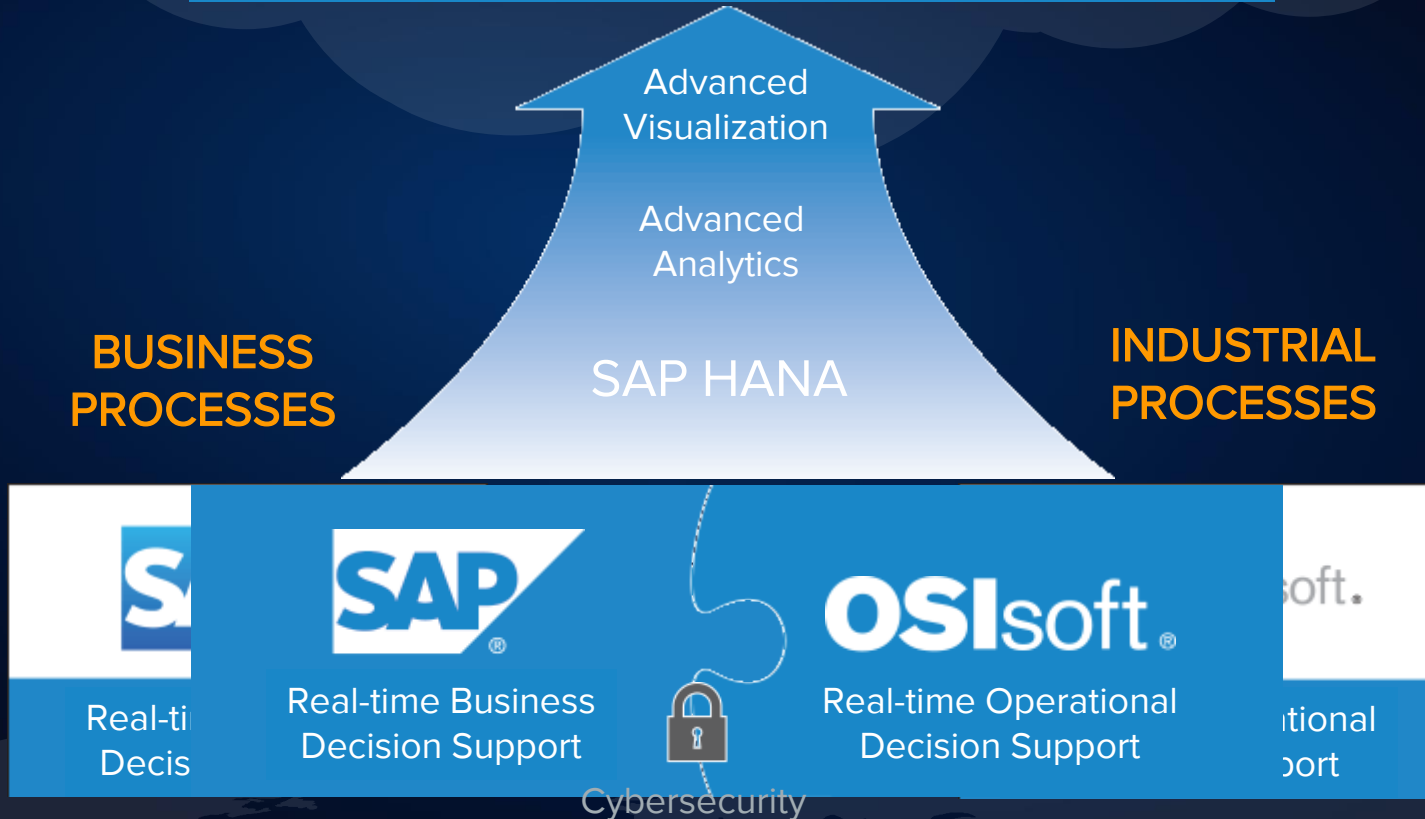 Advanced
Visualization
Advanced
Analytics
SAP HANA
BUSINESS
PROCESSES
INDUSTRIAL
PROCESSES
SAP®
OSIsoft®
soft.
Real-time Business
Decision Support
Real-time Operational
Decision Support
Cybersecurity